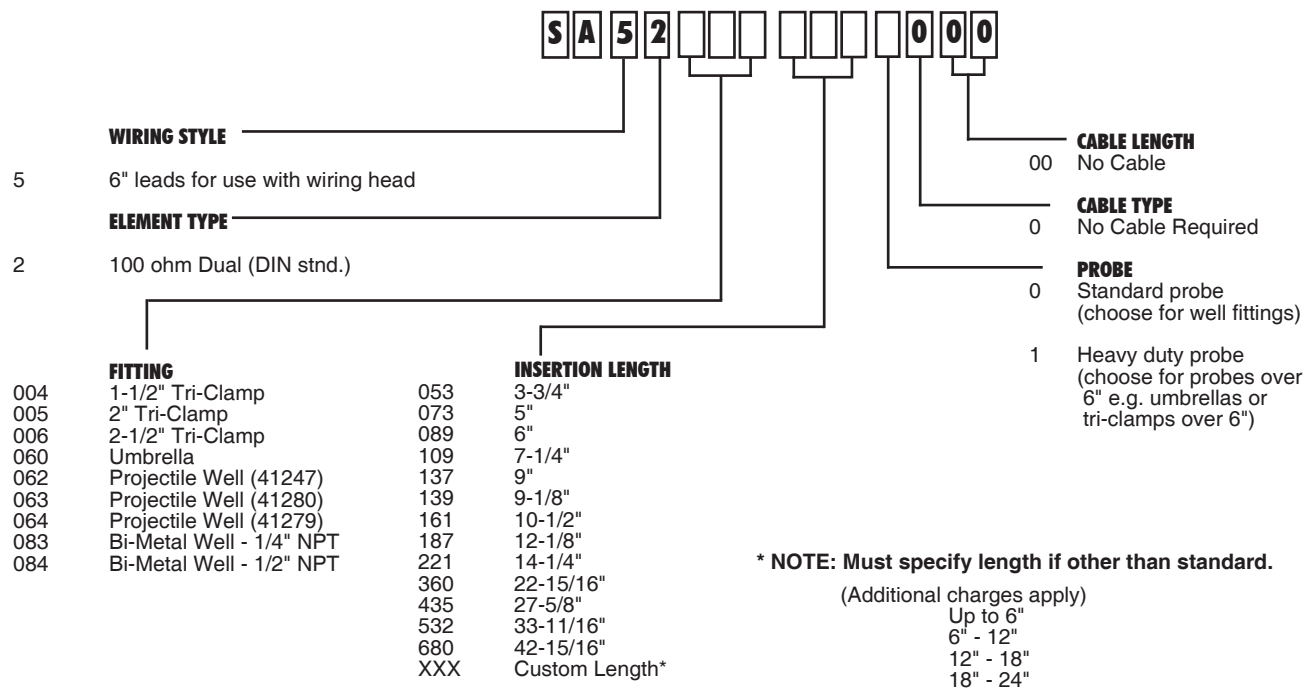 SA52 000
WIRING STYLE
5 6" leads for use with wiring head
ELEMENT TYPE
2 100 ohm Dual (DIN stnd.)
FITTING
004 1-1/2" Tri-Clamp
005 2" Tri-Clamp
006 2-1/2" Tri-Clamp
060 Umbrella
062 Projectile Well (41247)
063 Projectile Well (41280)
064 Projectile Well (41279)
083 Bi-Metal Well - 1/4" NPT
084 Bi-Metal Well - 1/2" NPT
INSERTION LENGTH
053 3-3/4"
073 5"
089 6"
109 7-1/4"
137 9"
139 9-1/8"
161 10-1/2"
187 12-1/8"
221 14-1/4"
360 22-15/16"
435 27-5/8"
532 33-11/16"
680 42-15/16"
XXX Custom Length*
CABLE LENGTH
00 No Cable
CABLE TYPE
0 No Cable Required
PROBE
0 Standard probe
(choose for well fittings)
1 Heavy duty probe
(choose for probes over
6" e.g. umbrellas or
tri-clamps over 6")
* NOTE: Must specify length if other than standard.
(Additional charges apply)
Up to 6"
6" - 12"
12" - 18"
18" - 24"